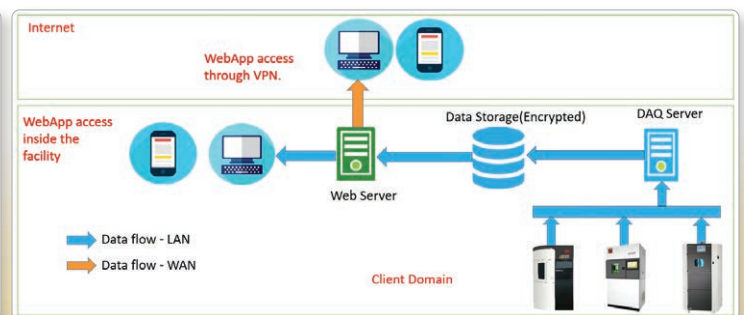 Internet
WebApp access
through VPN.
WebApp access
inside the
facility
Data Storage(Encrypted)
DAQ Server
Web Server
Data flow - LAN
Data flow - WAN
Client Domain